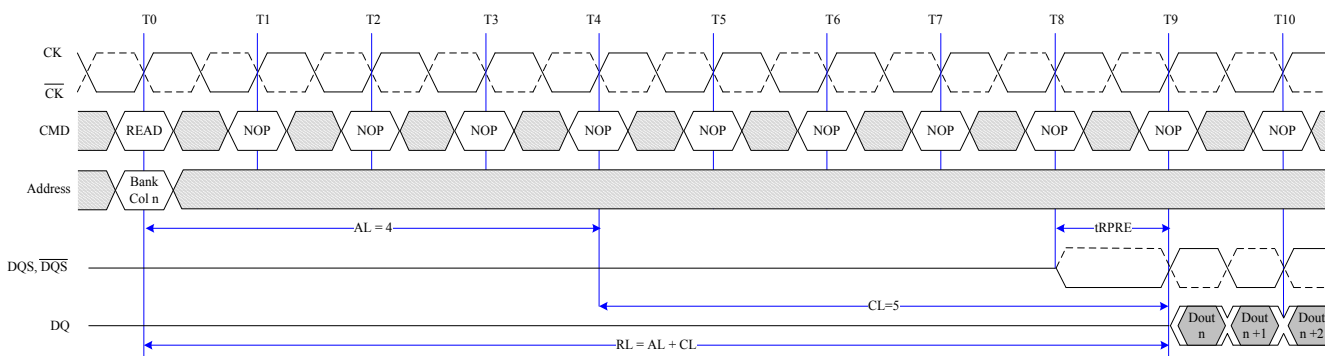 T0 T1 T2 T3 T4 T5 T6 T7 T8 T9 T10
CK
CK
CMD READ NOP NOP NOP NOP NOP NOP NOP NOP NOP NOP
Address Bank
Col n
AL = 4 tRPRE
DQS, DQS
CL=5
DQ Dout Dout Dout
n n +1 n +2
RL = AL + CL